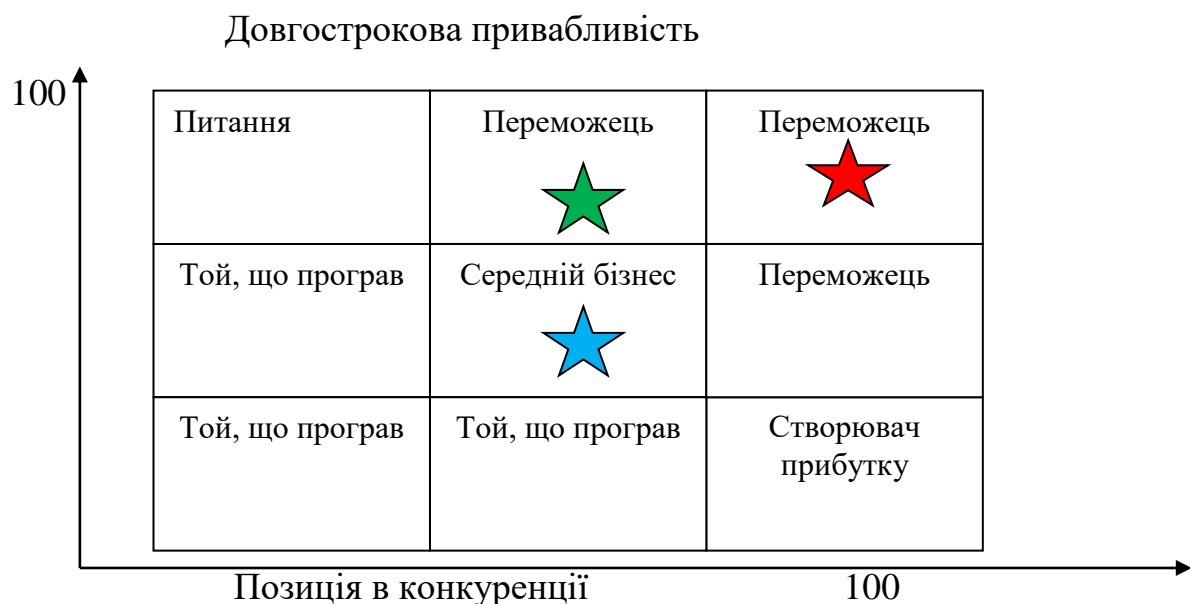 Довгострокова привабливість
100
Питання
Переможець
Переможець
Той, що програв
Середній бізнес
Переможець
Той, що програв
Той, що програв
Створювач
прибутку
Позиція в конкуренції
100